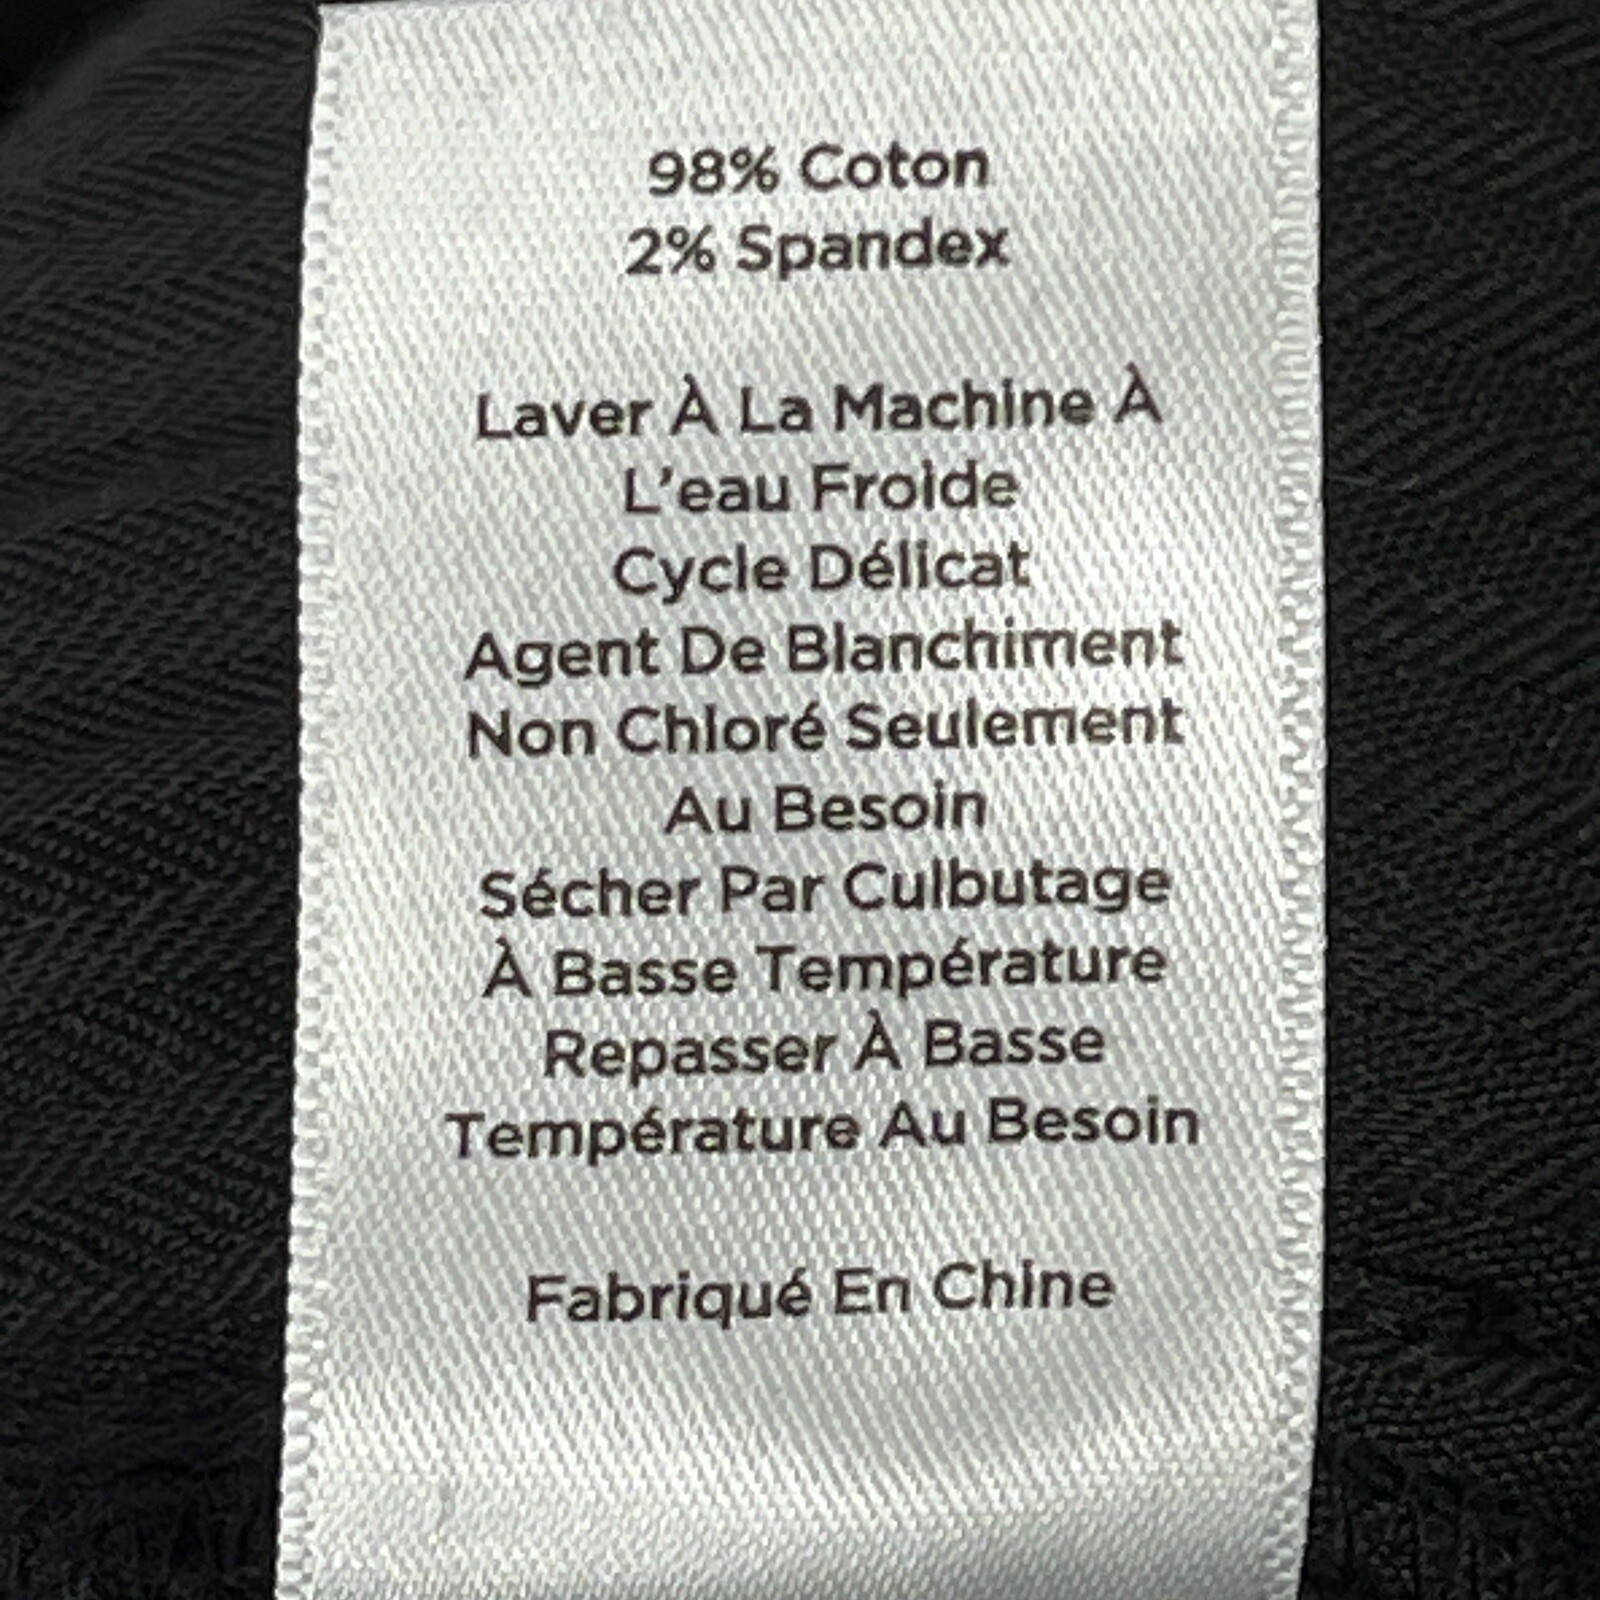 98% Coton
2% Spandex
Laver À La Machine À
L'eau Froide
Cycle Délicat
Agent De Blanchiment
Non Chloré Seulement
Au Besoin
Sécher Par Culbutage
À Basse Température
Repasser À Basse
Température Au Besoin
Fabriqué En Chine